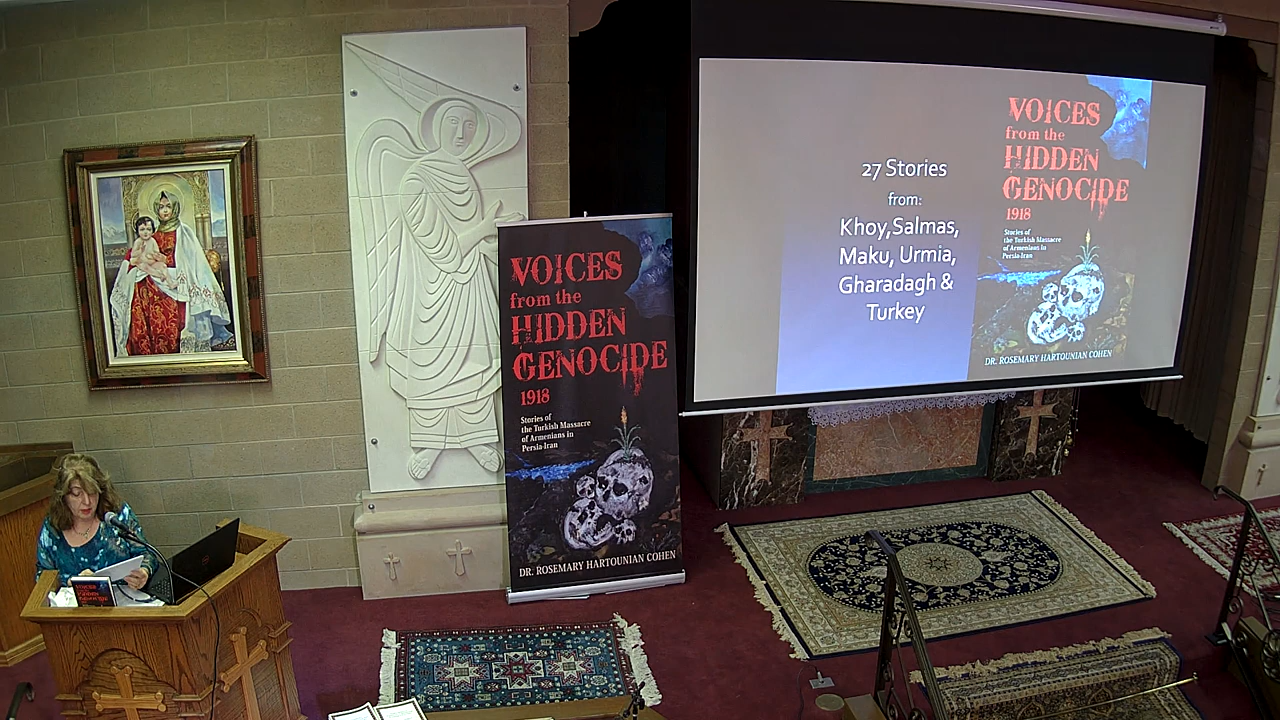 VOICES
from the
HIDDEN
GENOCIDE
1918
Stories of
the Turkish Massacre
of Armenians in
Persia-Iran
DR. ROSEMARY HARTOUNIAN COHEN
27 Stories
from:
Khoy,Salmas,
Maku, Urmia,
Gharadagh &
Turkey
VOICES
from the
HIDDEN
GENOCIDE
1918
Stories of
the Turkish Massacre
of Armenians in
Persia-Iran
DR. ROSEMARY HARTOUNIAN COHEN